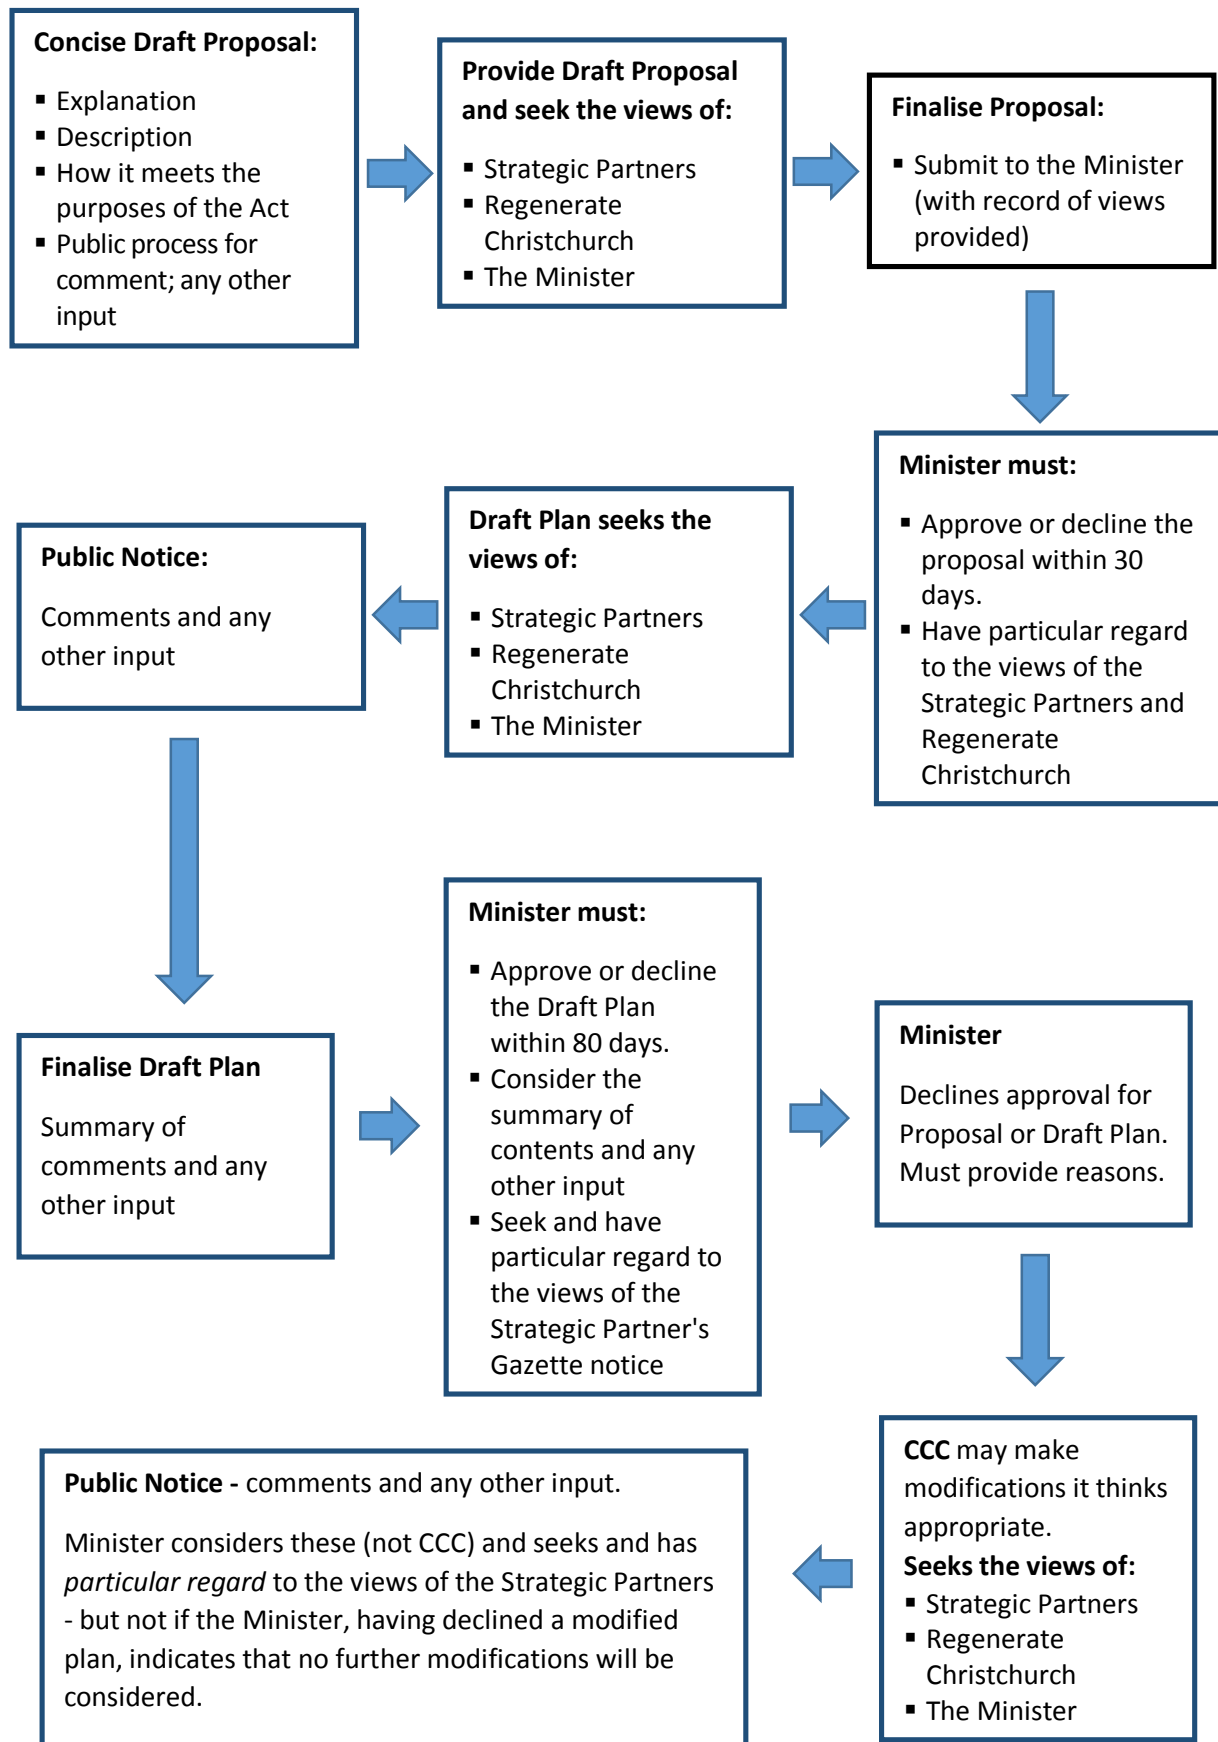 Concise Draft Proposal:
▪ Explanation
▪ Description
▪ How it meets the
purposes of the Act
▪ Public process for
comment; any other
input
Provide Draft Proposal
and seek the views of:
▪ Strategic Partners
▪ Regenerate
Christchurch
▪ The Minister
Finalise Proposal:
▪ Submit to the Minister
(with record of views
provided)
Minister must:
▪ Approve or decline the
proposal within 30
days.
▪ Have particular regard
to the views of the
Strategic Partners and
Regenerate
Christchurch
Draft Plan seeks the
views of:
▪ Strategic Partners
▪ Regenerate
Christchurch
▪ The Minister
Public Notice:
Comments and any
other input
Finalise Draft Plan
Summary of
comments and any
other input
Minister must:
▪ Approve or decline
the Draft Plan
within 80 days.
▪ Consider the
summary of
contents and any
other input
▪ Seek and have
particular regard to
the views of the
Strategic Partner's
Gazette notice
Minister
Declines approval for
Proposal or Draft Plan.
Must provide reasons.
CCC may make
modifications it thinks
appropriate.
Seeks the views of:
▪ Strategic Partners
▪ Regenerate
Christchurch
▪ The Minister
Public Notice - comments and any other input.
Minister considers these (not CCC) and seeks and has
particular regard to the views of the Strategic Partners
- but not if the Minister, having declined a modified
plan, indicates that no further modifications will be
considered.